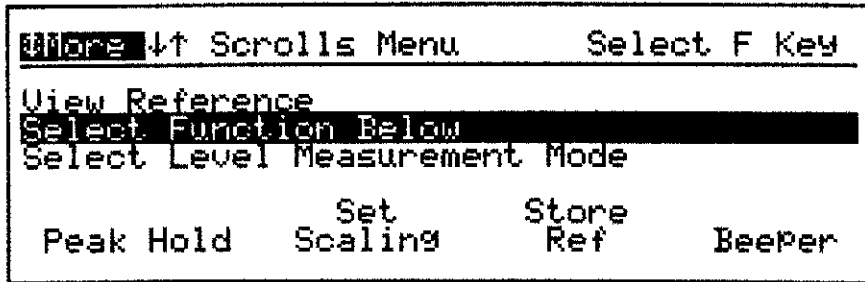 ⇕More ↓↑ Scrolls Menu Select F Key
View Reference
Select Function Below
Select Level Measurement Mode
Set Store
Peak Hold Scaling Ref Beeper